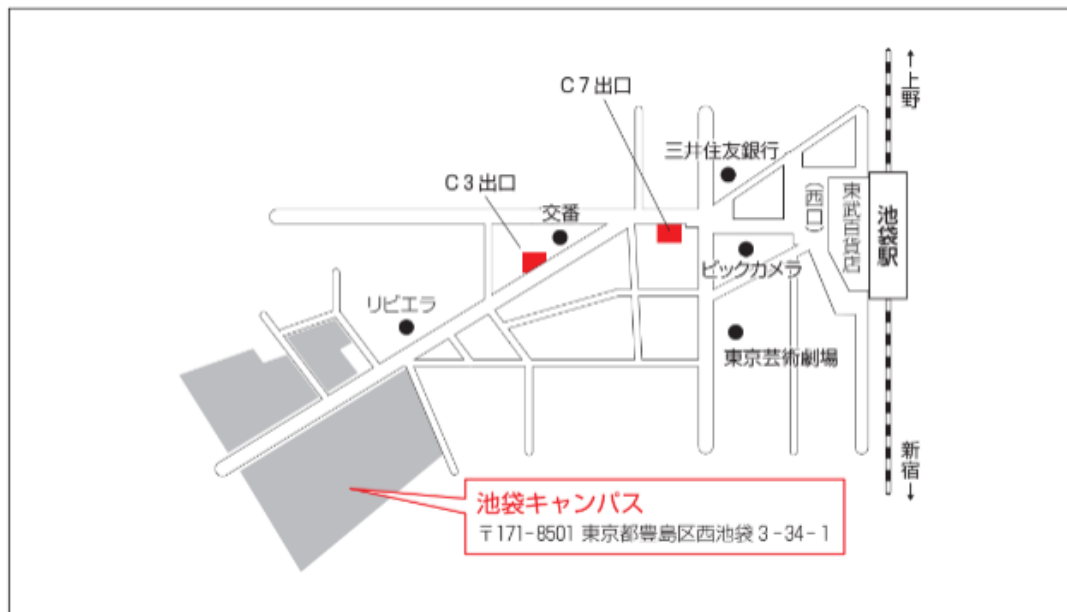 ↑上野
C7出口
三井住友銀行
C3出口
交番
(西口)
東武百貨店
池袋駅
ビックカメラ
リビエラ
東京芸術劇場
新宿↓
池袋キャンパス
〒171-8501 東京都豊島区西池袋3-34-1